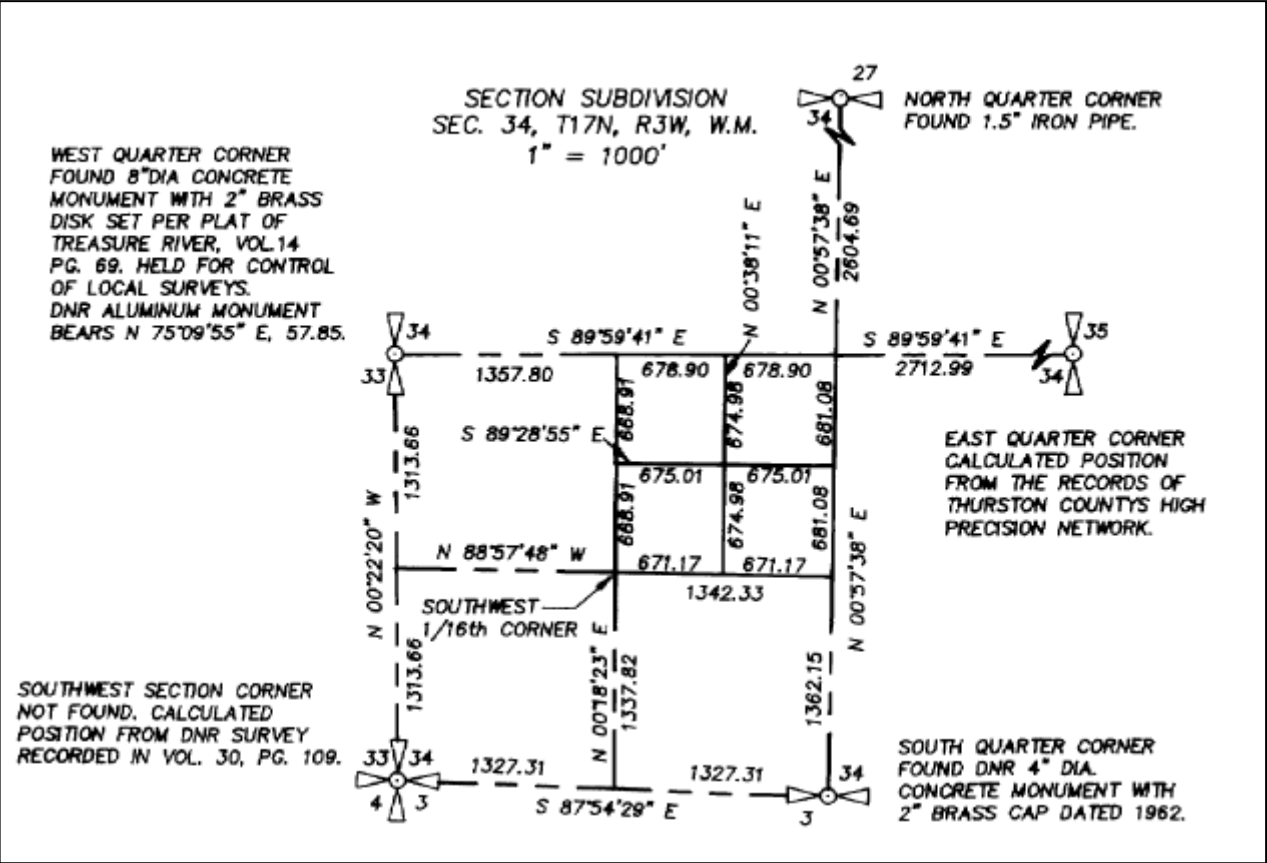 SECTION SUBDIVISION
SEC. 34, T17N, R3W, W.M.
1" = 1000'
27
34
NORTH QUARTER CORNER
FOUND 1.5" IRON PIPE.
WEST QUARTER CORNER
FOUND 8"DIA CONCRETE
MONUMENT WITH 2" BRASS
DISK SET PER PLAT OF
TREASURE RIVER, VOL.14
PG. 69. HELD FOR CONTROL
OF LOCAL SURVEYS.
DNR ALUMINUM MONUMENT
BEARS N 75°09'55" E, 57.85.
N 00°38'11" E
N 00°57'38" E
2604.69
34
33
S 89°59'41" E
1357.80
678.90
678.90
S 89°59'41" E
2712.99
35
34
668.91
674.98
681.08
S 89°28'55" E
675.01
675.01
EAST QUARTER CORNER
CALCULATED POSITION
FROM THE RECORDS OF
THURSTON COUNTYS HIGH
PRECISION NETWORK.
1313.66
N 00°22'20" W
668.91
674.98
681.08
N 00°57'38" E
N 88°57'48" W
671.17
671.17
1342.33
SOUTHWEST
1/16th CORNER
1313.66
N 00°18'23" E
1337.82
1362.15
SOUTHWEST SECTION CORNER
NOT FOUND. CALCULATED
POSITION FROM DNR SURVEY
RECORDED IN VOL. 30, PG. 109.
33
34
4
3
1327.31
1327.31
S 87°54'29" E
34
3
SOUTH QUARTER CORNER
FOUND DNR 4" DIA.
CONCRETE MONUMENT WITH
2" BRASS CAP DATED 1962.